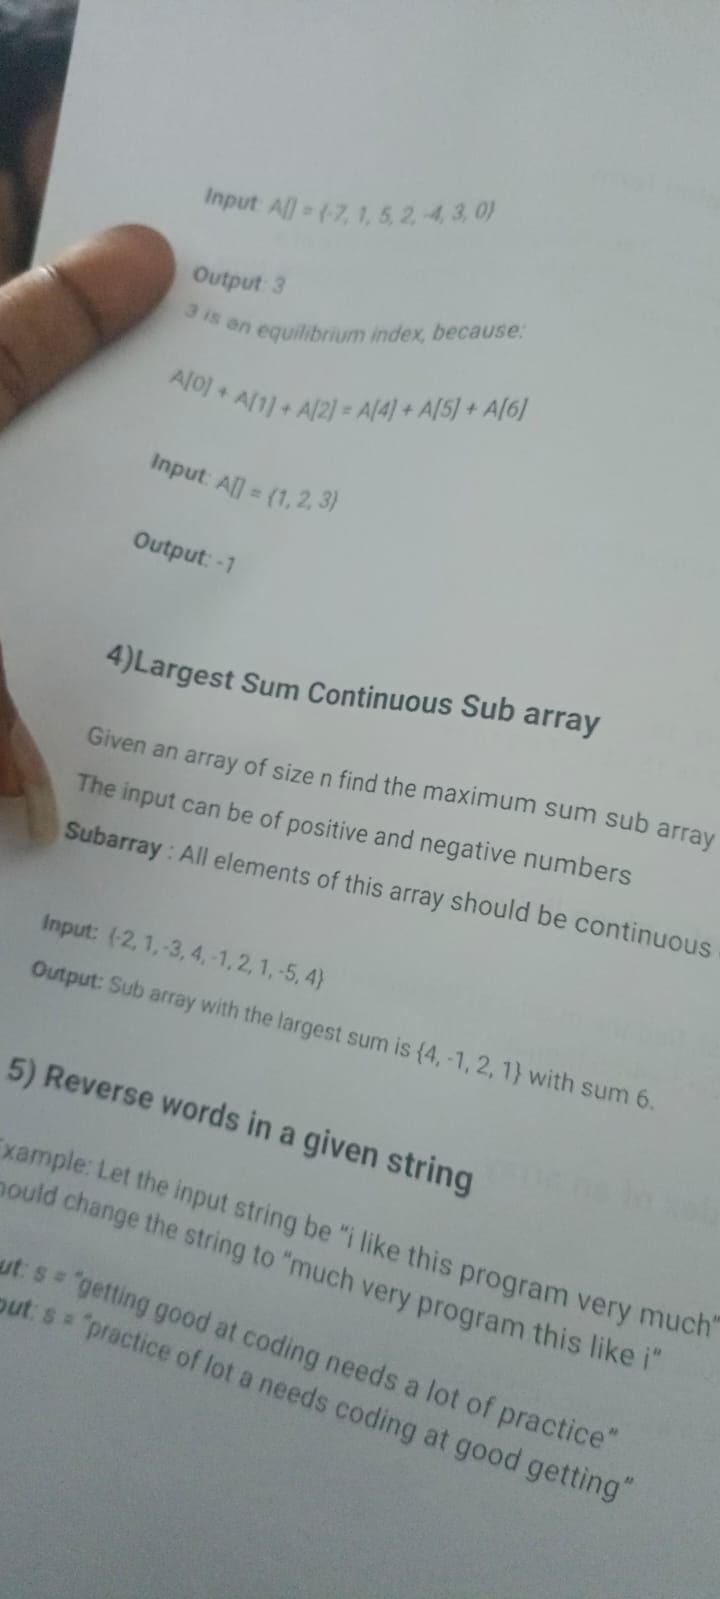 Input: A[] = {-7, 1, 5, 2, -4, 3, 0}
Output: 3
3 is an equilibrium index, because:
A[0] + A[1] + A[2] = A[4] + A[5] + A[6]
Input: A[] = {1, 2, 3}
Output: -1
4)Largest Sum Continuous Sub array
Given an array of size n find the maximum sum sub array
The input can be of positive and negative numbers
Subarray : All elements of this array should be continuous
Input: {-2, 1, -3, 4, -1, 2, 1, -5, 4}
Output: Sub array with the largest sum is {4, -1, 2, 1} with sum 6.
5) Reverse words in a given string
xample: Let the input string be "i like this program very much"
hould change the string to "much very program this like i"
ut: s = "getting good at coding needs a lot of practice"
put: s = "practice of lot a needs coding at good getting"